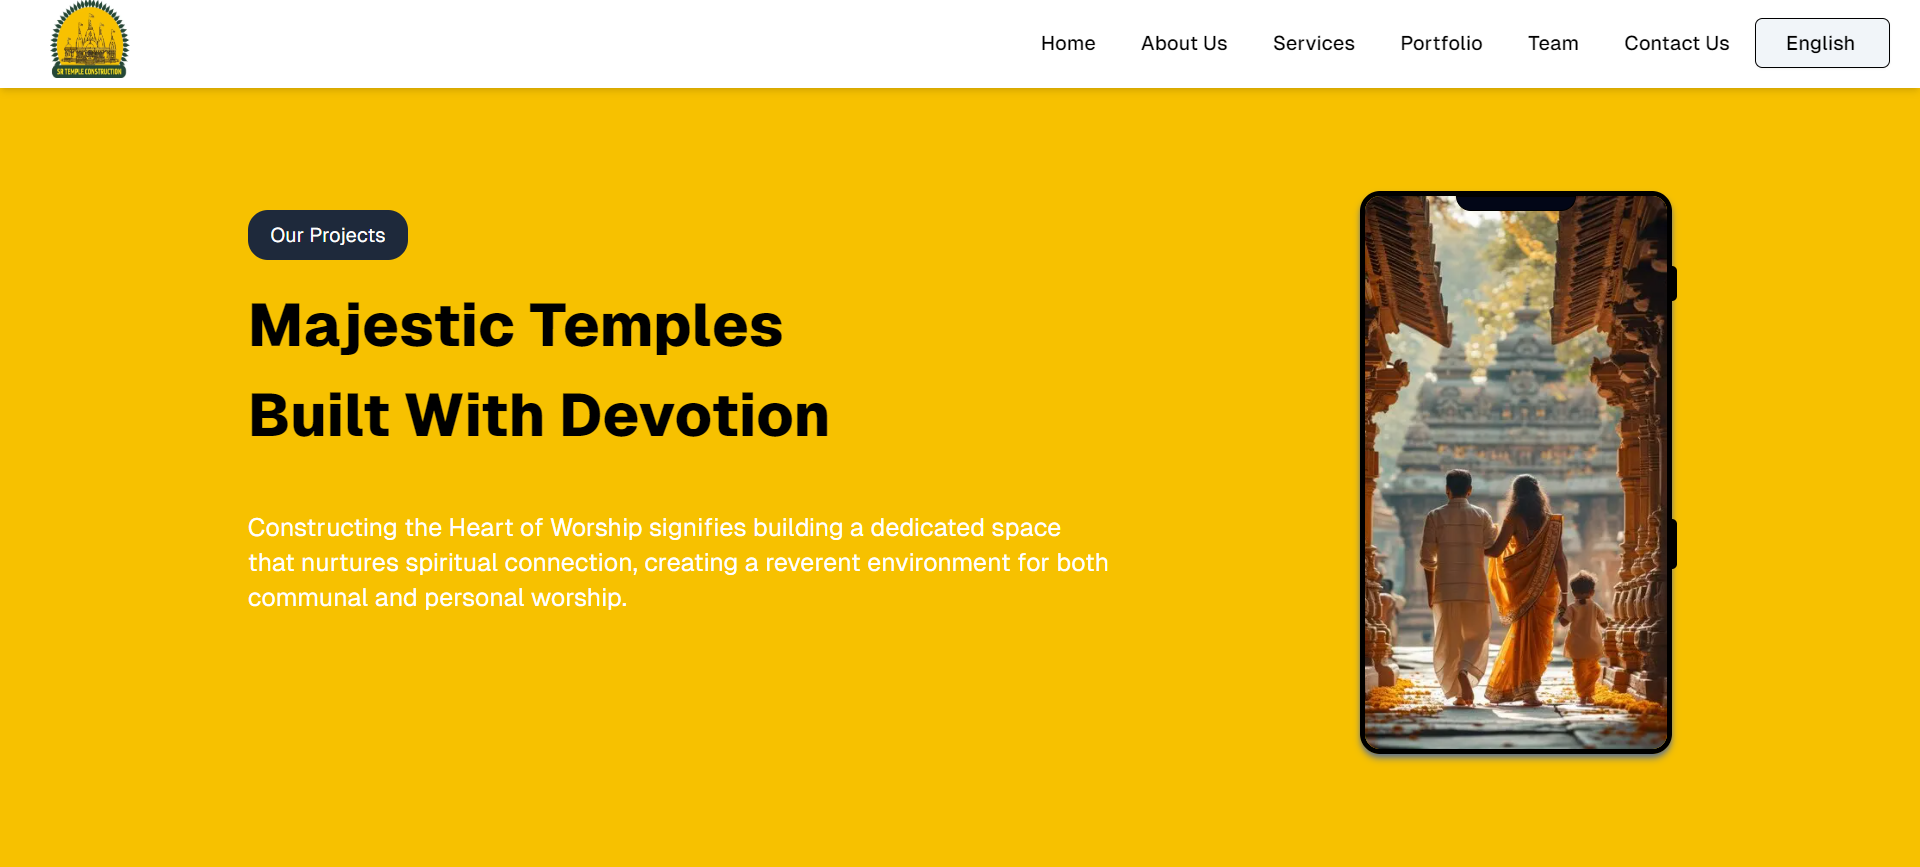 SR TEMPLE CONSTRUCTION
Home
About Us
Services
Portfolio
Team
Contact Us
English
Our Projects
Majestic Temples
Built With Devotion
Constructing the Heart of Worship signifies building a dedicated space
that nurtures spiritual connection, creating a reverent environment for both
communal and personal worship.